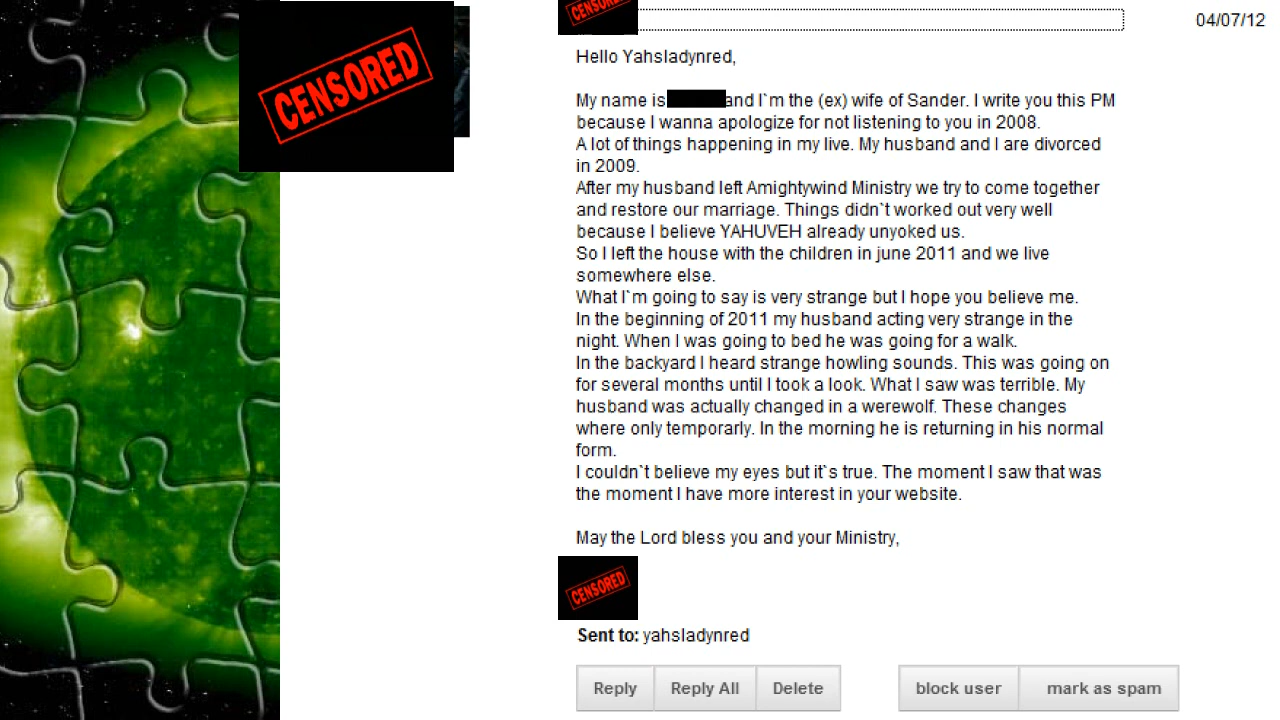 CENSORED
CENSORED
04/07/12
Hello Yahsladynred,
My name is and I`m the (ex) wife of Sander. I write you this PM
because I wanna apologize for not listening to you in 2008.
A lot of things happening in my live. My husband and I are divorced
in 2009.
After my husband left Amightywind Ministry we try to come together
and restore our marriage. Things didn`t worked out very well
because I believe YAHUVEH already unyoked us.
So I left the house with the children in june 2011 and we live
somewhere else.
What I`m going to say is very strange but I hope you believe me.
In the beginning of 2011 my husband acting very strange in the
night. When I was going to bed he was going for a walk.
In the backyard I heard strange howling sounds. This was going on
for several months until I took a look. What I saw was terrible. My
husband was actually changed in a werewolf. These changes
where only temporarly. In the morning he is returning in his normal
form.
I couldn`t believe my eyes but it`s true. The moment I saw that was
the moment I have more interest in your website.
May the Lord bless you and your Ministry,
CENSORED
Sent to: yahsladynred
Reply Reply All Delete block user mark as spam